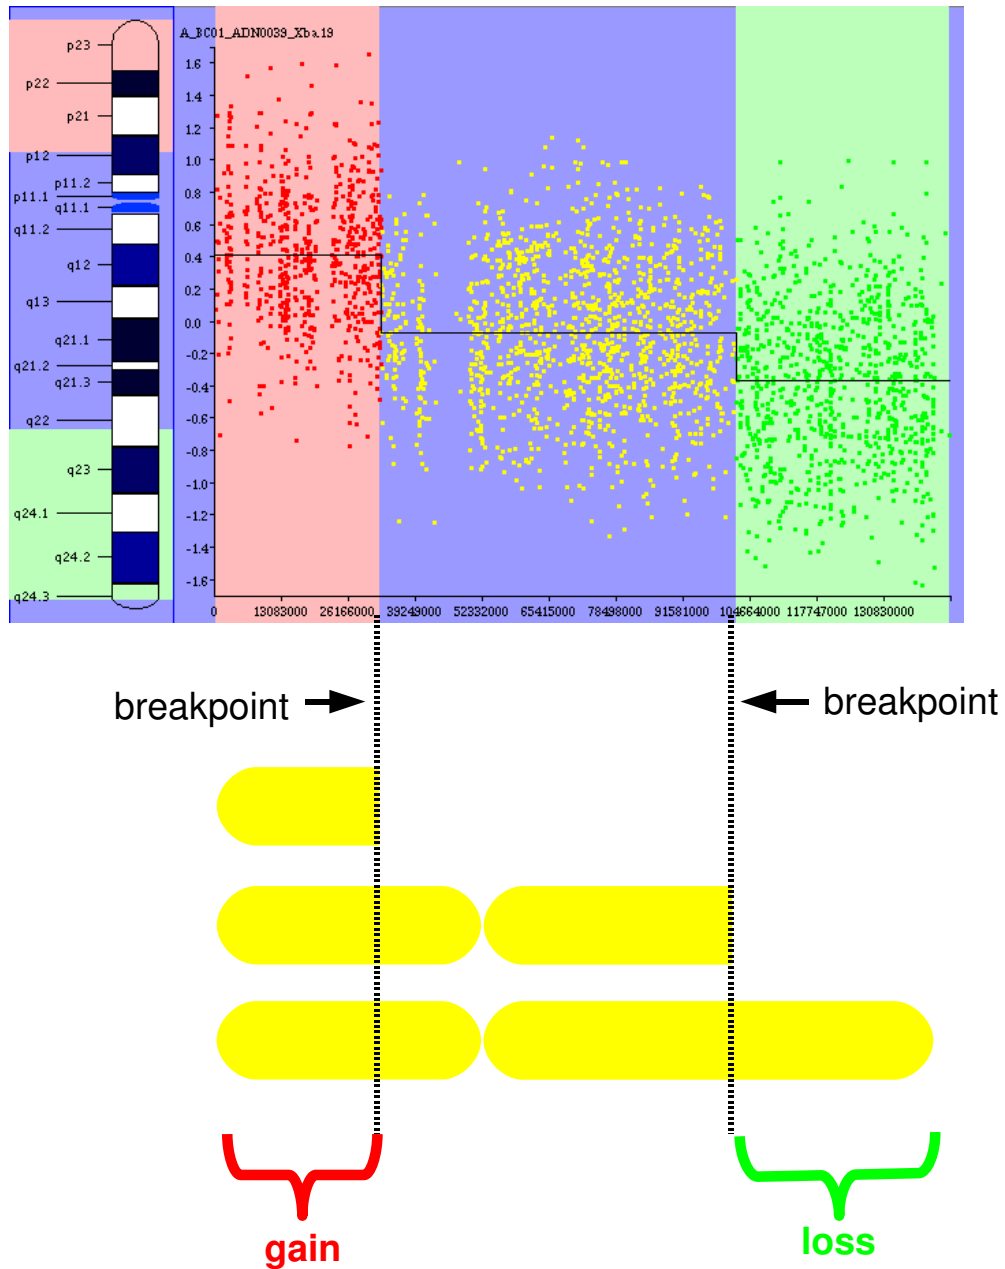 A_BC01_ADN0039_Xba19
p23
p22
p21
p12
p11.2
p11.1
q11.1
q11.2
q12
q13
q21.1
q21.2
q21.3
q22
q23
q24.1
q24.2
q24.3
1.6
1.4
1.2
1.0
0.8
0.6
0.4
0.2
0.0
-0.2
-0.4
-0.6
-0.8
-1.0
-1.2
-1.4
-1.6
0 13083000 26166000 39249000 52332000 65415000 78498000 91581000 104664000 117747000 130830000
breakpoint
breakpoint
gain
loss